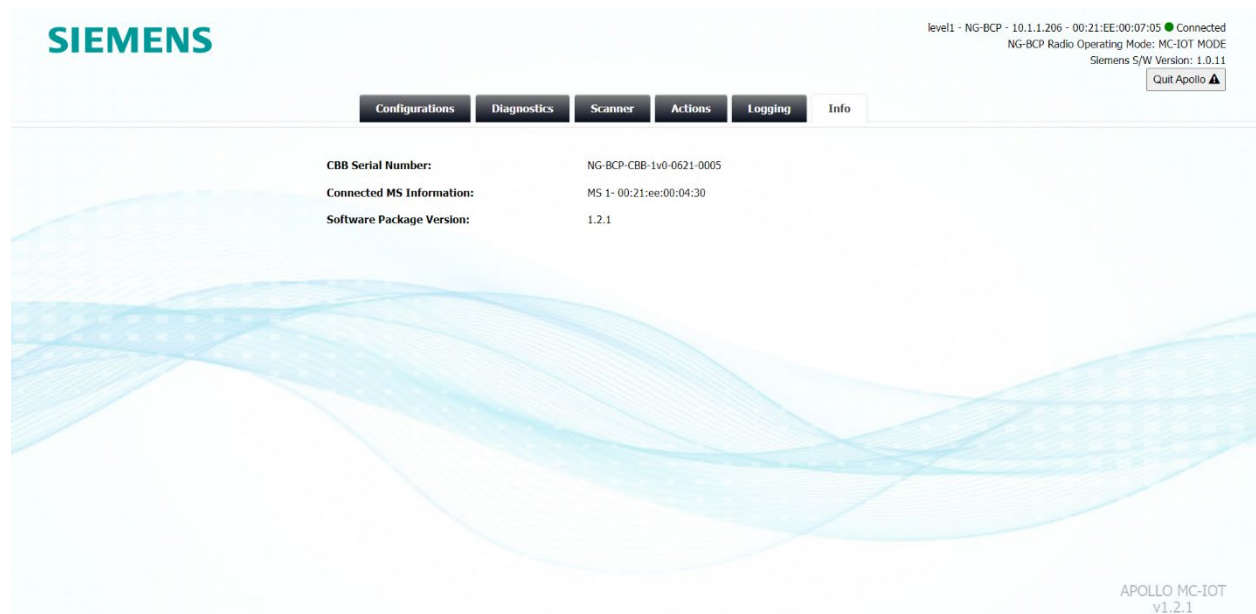 SIEMENS
level1 - NG-BCP - 10.1.1.206 - 00:21:EE:00:07:05 Connected
NG-BCP Radio Operating Mode: MC-IOT MODE
Siemens S/W Version: 1.0.11
Quit Apollo
Configurations Diagnostics Scanner Actions Logging Info
CBB Serial Number: NG-BCP-CBB-1v0-0621-0005
Connected MS Information: MS 1- 00:21:ee:00:04:30
Software Package Version: 1.2.1
APOLLO MC-IOT
v1.2.1